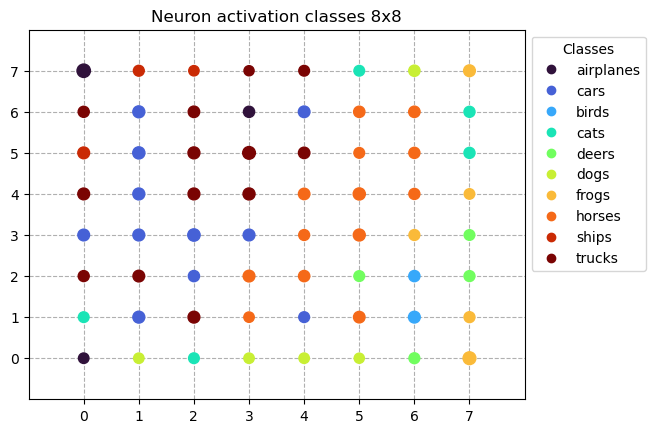 Neuron activation classes 8x8
Classes
airplanes
cars
birds
cats
deers
dogs
frogs
horses
ships
trucks
7
6
5
4
3
2
1
0
0 1 2 3 4 5 6 7